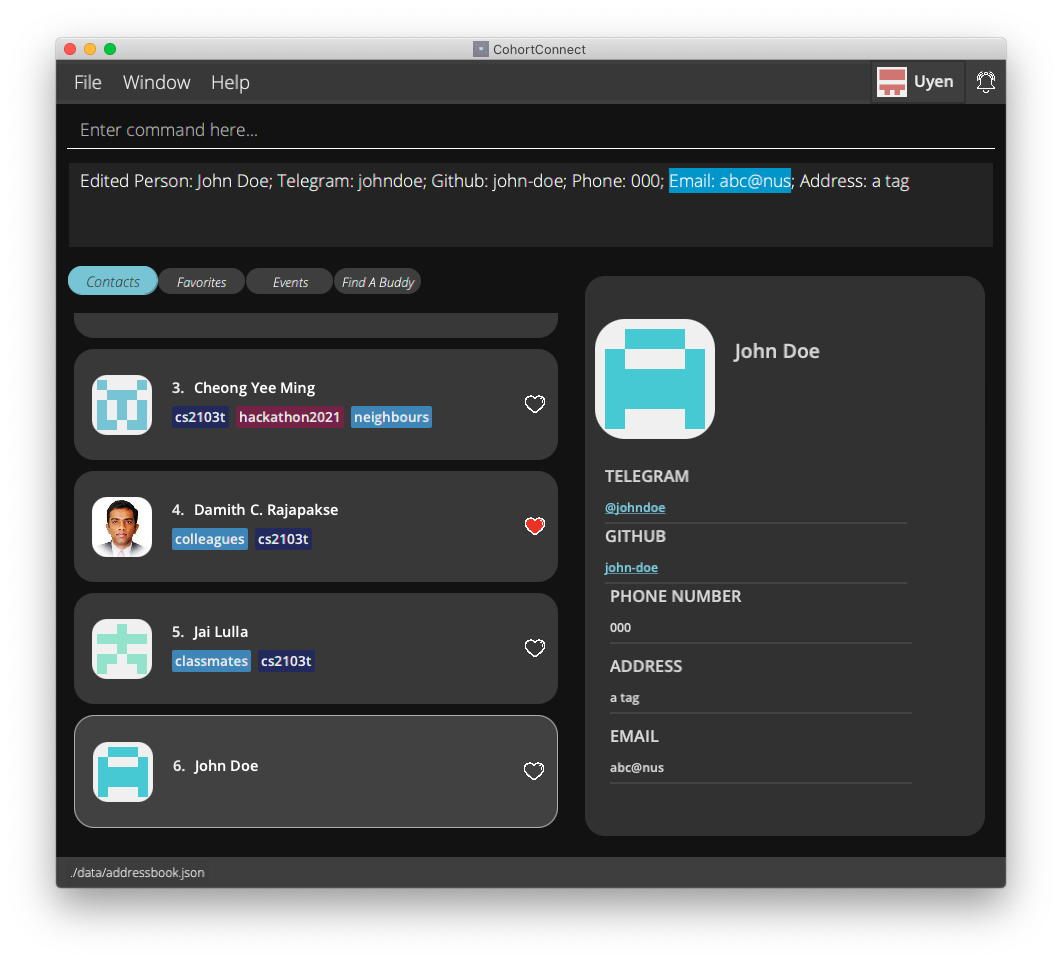 CohortConnect
File Window Help Uyen
Enter command here...
Edited Person: John Doe; Telegram: johndoe; Github: john-doe; Phone: 000; Email: abc@nus; Address: a tag
Contacts Favorites Events Find A Buddy
3. Cheong Yee Ming
cs2103t hackathon2021 neighbours
4. Damith C. Rajapakse
colleagues cs2103t
5. Jai Lulla
classmates cs2103t
6. John Doe
John Doe
TELEGRAM
@johndoe
GITHUB
john-doe
PHONE NUMBER
000
ADDRESS
a tag
EMAIL
abc@nus
./data/addressbook.json